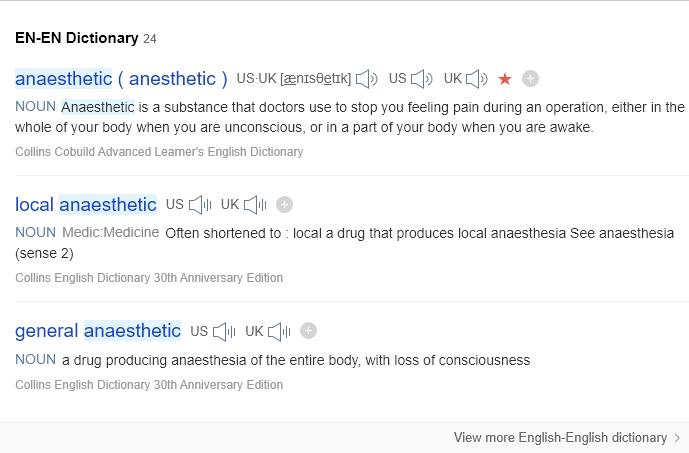 EN-EN Dictionary 24
anaesthetic ( anesthetic ) US·UK [ænɪsθetɪk] US UK
NOUN Anaesthetic is a substance that doctors use to stop you feeling pain during an operation, either in the
whole of your body when you are unconscious, or in a part of your body when you are awake.
Collins Cobuild Advanced Learner's English Dictionary
local anaesthetic US UK
NOUN Medic:Medicine Often shortened to : local a drug that produces local anaesthesia See anaesthesia
(sense 2)
Collins English Dictionary 30th Anniversary Edition
general anaesthetic US UK
NOUN a drug producing anaesthesia of the entire body, with loss of consciousness
Collins English Dictionary 30th Anniversary Edition
View more English-English dictionary